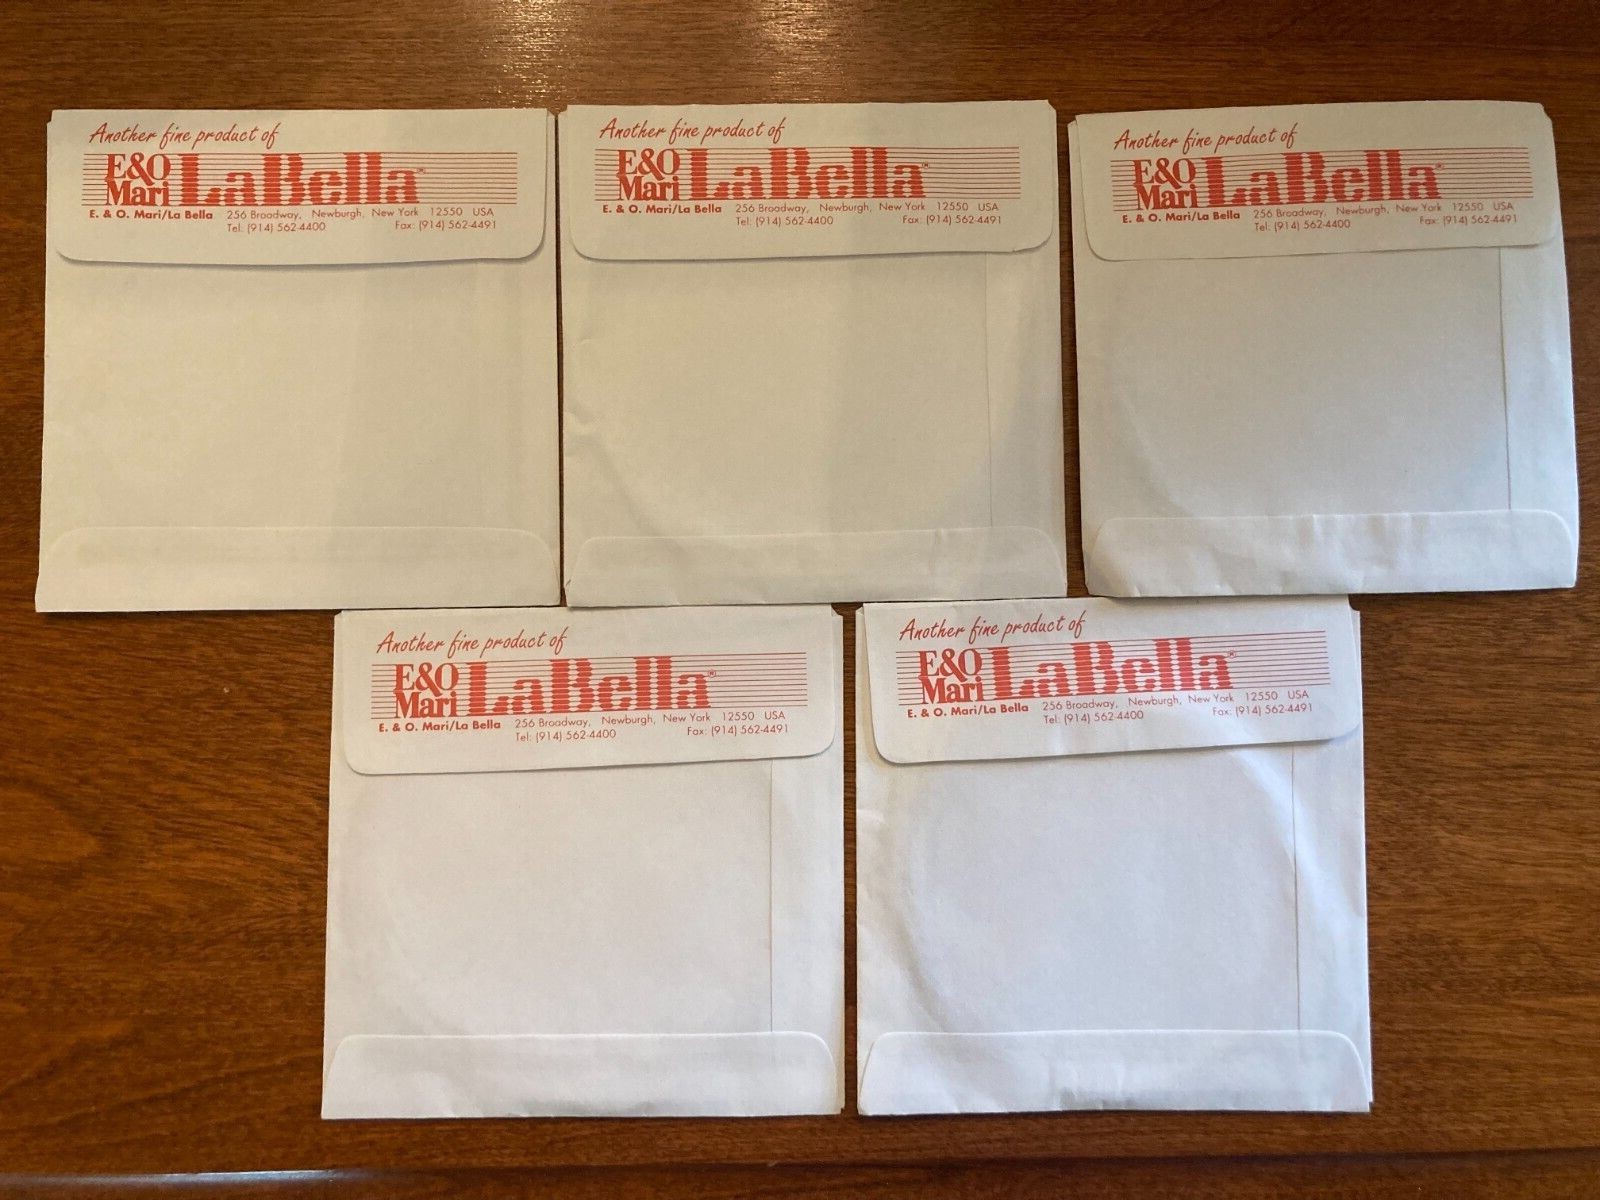 Another fine product of
E&O Mari LaBella®
E. & O. Mari/La Bella 256 Broadway, Newburgh, New York 12550 USA
Tel: (914) 562-4400 Fax: (914) 562-4491
Another fine product of
E&O Mari LaBella®
E. & O. Mari/La Bella 256 Broadway, Newburgh, New York 12550 USA
Tel: (914) 562-4400 Fax: (914) 562-4491
Another fine product of
E&O Mari LaBella®
E. & O. Mari/La Bella 256 Broadway, Newburgh, New York 12550 USA
Tel: (914) 562-4400 Fax: (914) 562-4491
Another fine product of
E&O Mari LaBella®
E. & O. Mari/La Bella 256 Broadway, Newburgh, New York 12550 USA
Tel: (914) 562-4400 Fax: (914) 562-4491
Another fine product of
E&O Mari LaBella®
E. & O. Mari/La Bella 256 Broadway, Newburgh, New York 12550 USA
Tel: (914) 562-4400 Fax: (914) 562-4491